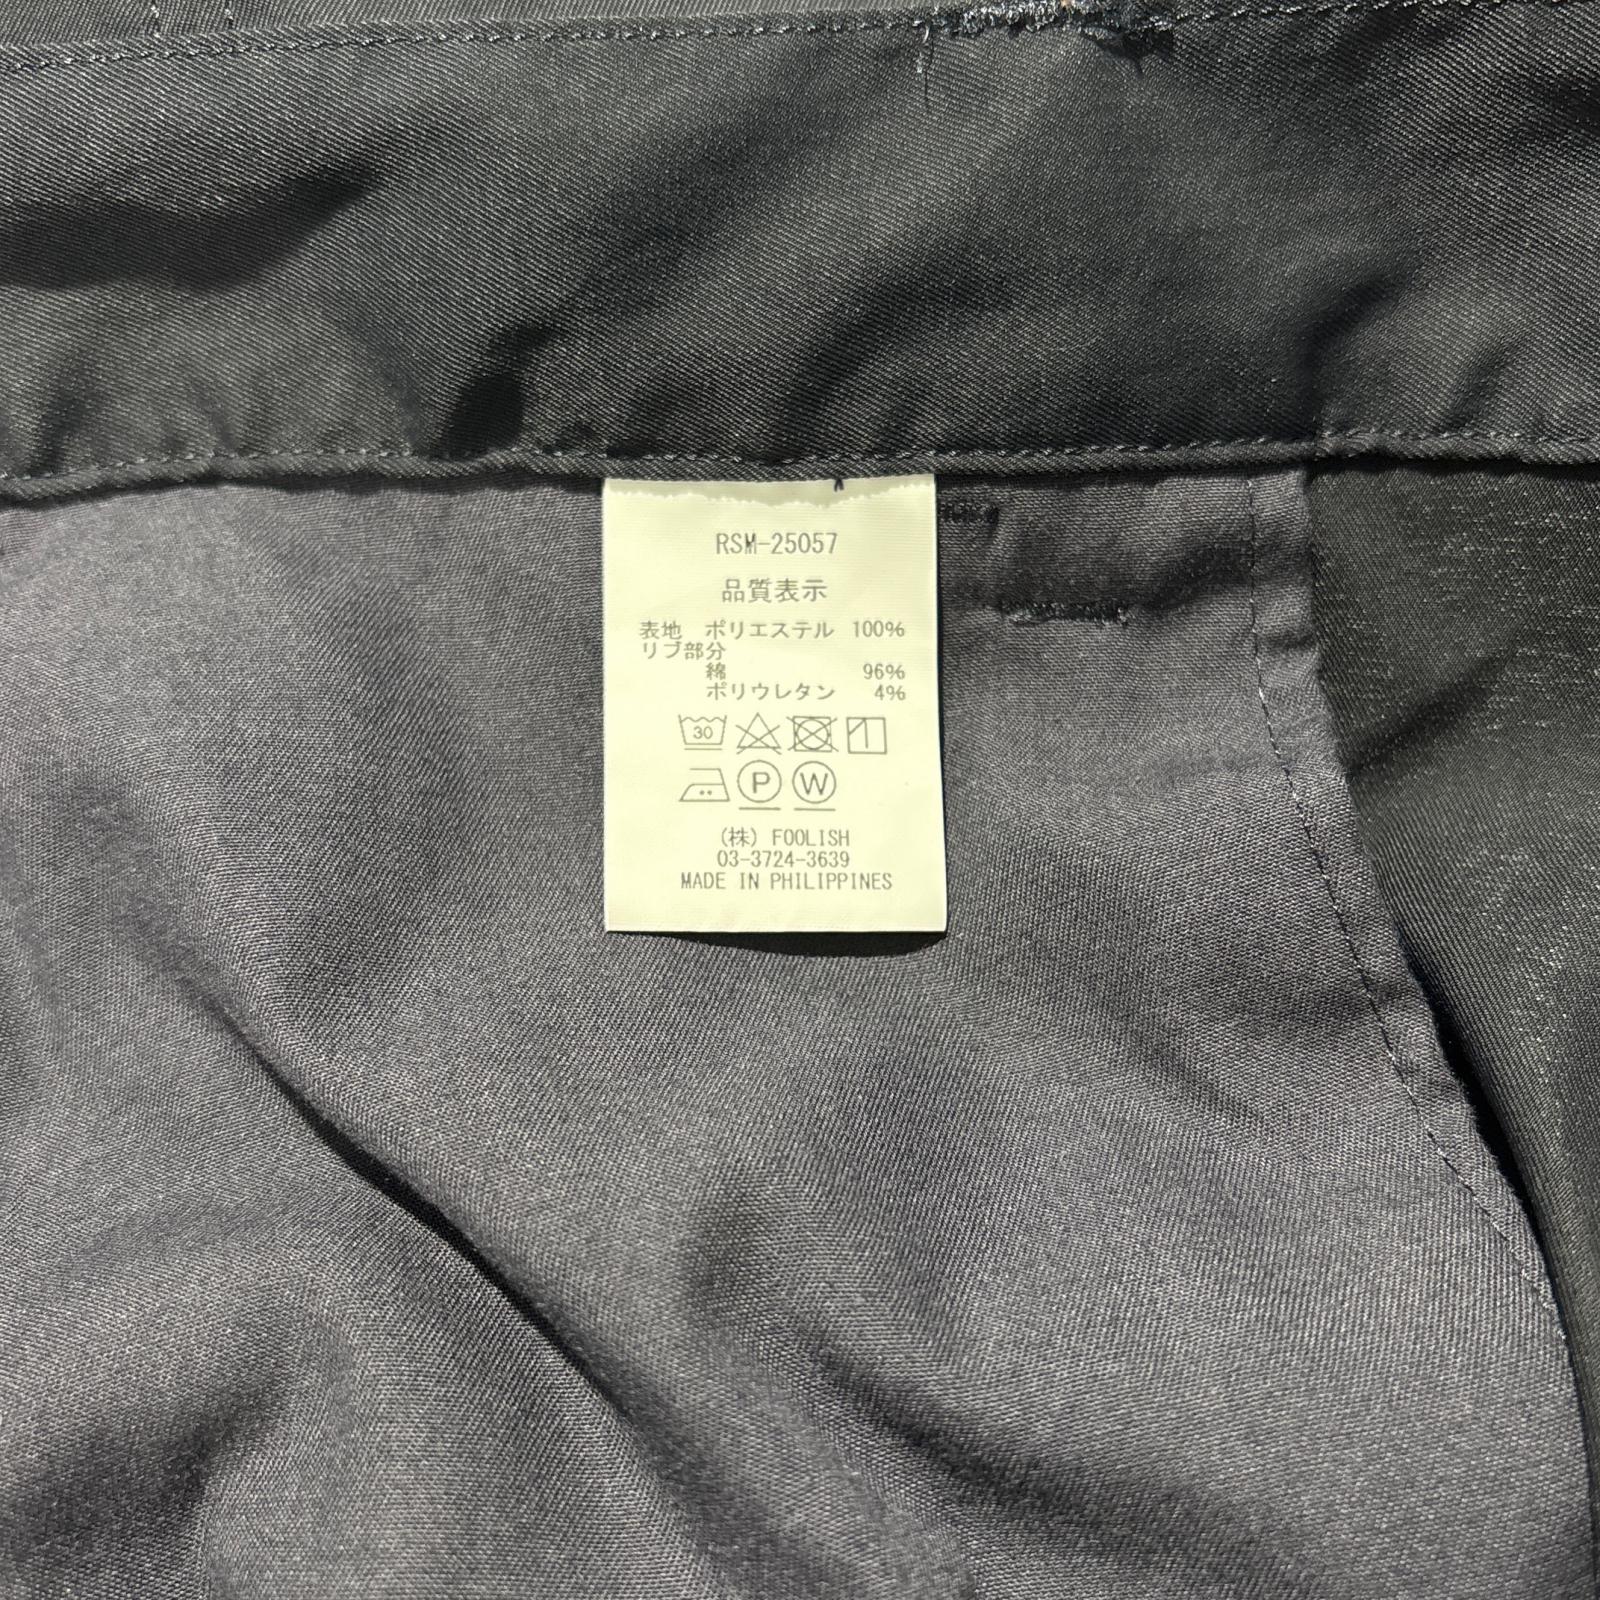 RSM-25057
品質表示
表地 ポリエステル 100%
リブ部分
綿 96%
ポリウレタン 4%
30
P W
(株) FOOLISH
03-3724-3639
MADE IN PHILIPPINES